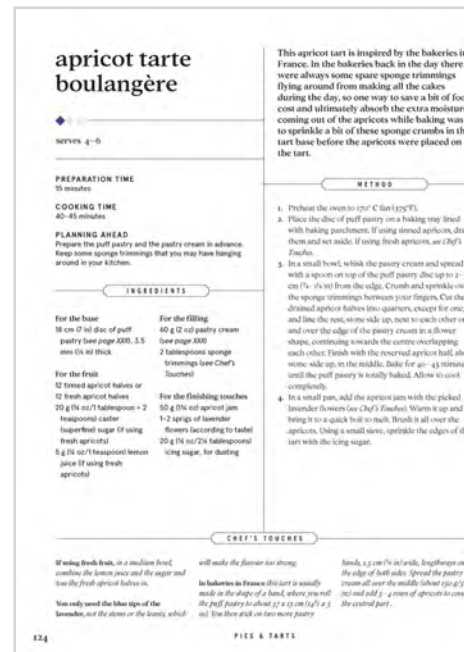 apricot tarte
boulangère
serves 4–6
PREPARATION TIME
15 minutes
COOKING TIME
40–45 minutes
PLANNING AHEAD
Prepare the puff pastry and the pastry cream in advance.
Keep some sponge trimmings that you may have hanging
around in your kitchen.
INGREDIENTS
For the base
18 cm (7 in) disc of puff
pastry (see page XXX), 3.5
mm (⅛ in) thick
For the fruit
12 tinned apricot halves or
12 fresh apricot halves
20 g (¾ oz/1 tablespoon + 2
teaspoons) caster
(superfine) sugar (if using
fresh apricots)
5 g (⅛ oz/1 teaspoon) lemon
juice (if using fresh
apricots)
For the filling
60 g (2 oz) pastry cream
(see page XXX)
2 tablespoons sponge
trimmings (see Chef's
Touches)
For the finishing touches
50 g (1¾ oz) apricot jam
1–2 sprigs of lavender
flowers (according to taste)
20 g (¾ oz/2¼ tablespoons)
icing sugar, for dusting
This apricot tart is inspired by the bakeries in
France. In the bakeries back in the day there
were always some spare sponge trimmings
flying around from making all the cakes
during the day, so one way to save a bit of food
cost and ultimately absorb the extra moisture
coming out of the apricots while baking was
to sprinkle a bit of these sponge crumbs in the
tart base before the apricots were placed on
the tart.
METHOD
1. Preheat the oven to 170° C fan (375°F).
2. Place the disc of puff pastry on a baking tray lined
with baking parchment. If using tinned apricots,
them and set aside. If using fresh apricots, see Chef's
Touches.
3. In a small bowl, whisk the pastry cream and spread
with a spoon on top of the puff pastry disc up to
cm from the edge. Crumb and sprinkle
the sponge trimmings between your fingers. Cut the
drained apricot halves into quarters, except for one,
and line the rest, stone side up, next to each other on
and over the edge of the pastry cream in a flower
shape, continuing towards the centre overlapping
each other. Finish with the reserved apricot half, also
stone side up, in the middle. Bake for 40–45 minutes
until the puff pastry is totally baked. Allow to cool
completely.
4. In a small pan, add the apricot jam with the picked
lavender flowers (see Chef's Touches). Warm it up and
bring it to a quick boil to melt. Brush it all over the
apricots. Using a small sieve, sprinkle the edges of the
tart with the icing sugar.
CHEF'S TOUCHES
If using fresh fruit, in a medium bowl,
combine the lemon juice and the sugar and
toss the fresh apricot halves in.
You only need the blue tips of the
lavender, not the stems or the leaves, which
will make the flavour too strong.
In bakeries in France this tart is usually
made in the shape of a band, where you roll
the puff pastry to about 37 x 13 cm (14½ x 5
in). You then stick on two more pastry
bands, 1.5 cm (⅝ in) wide, lengthways on
the edge of both sides. Spread the pastry
cream all over the middle (about 150 g/
oz) and add 3–4 rows of apricots to cover
the central part.
124
PIES & TARTS